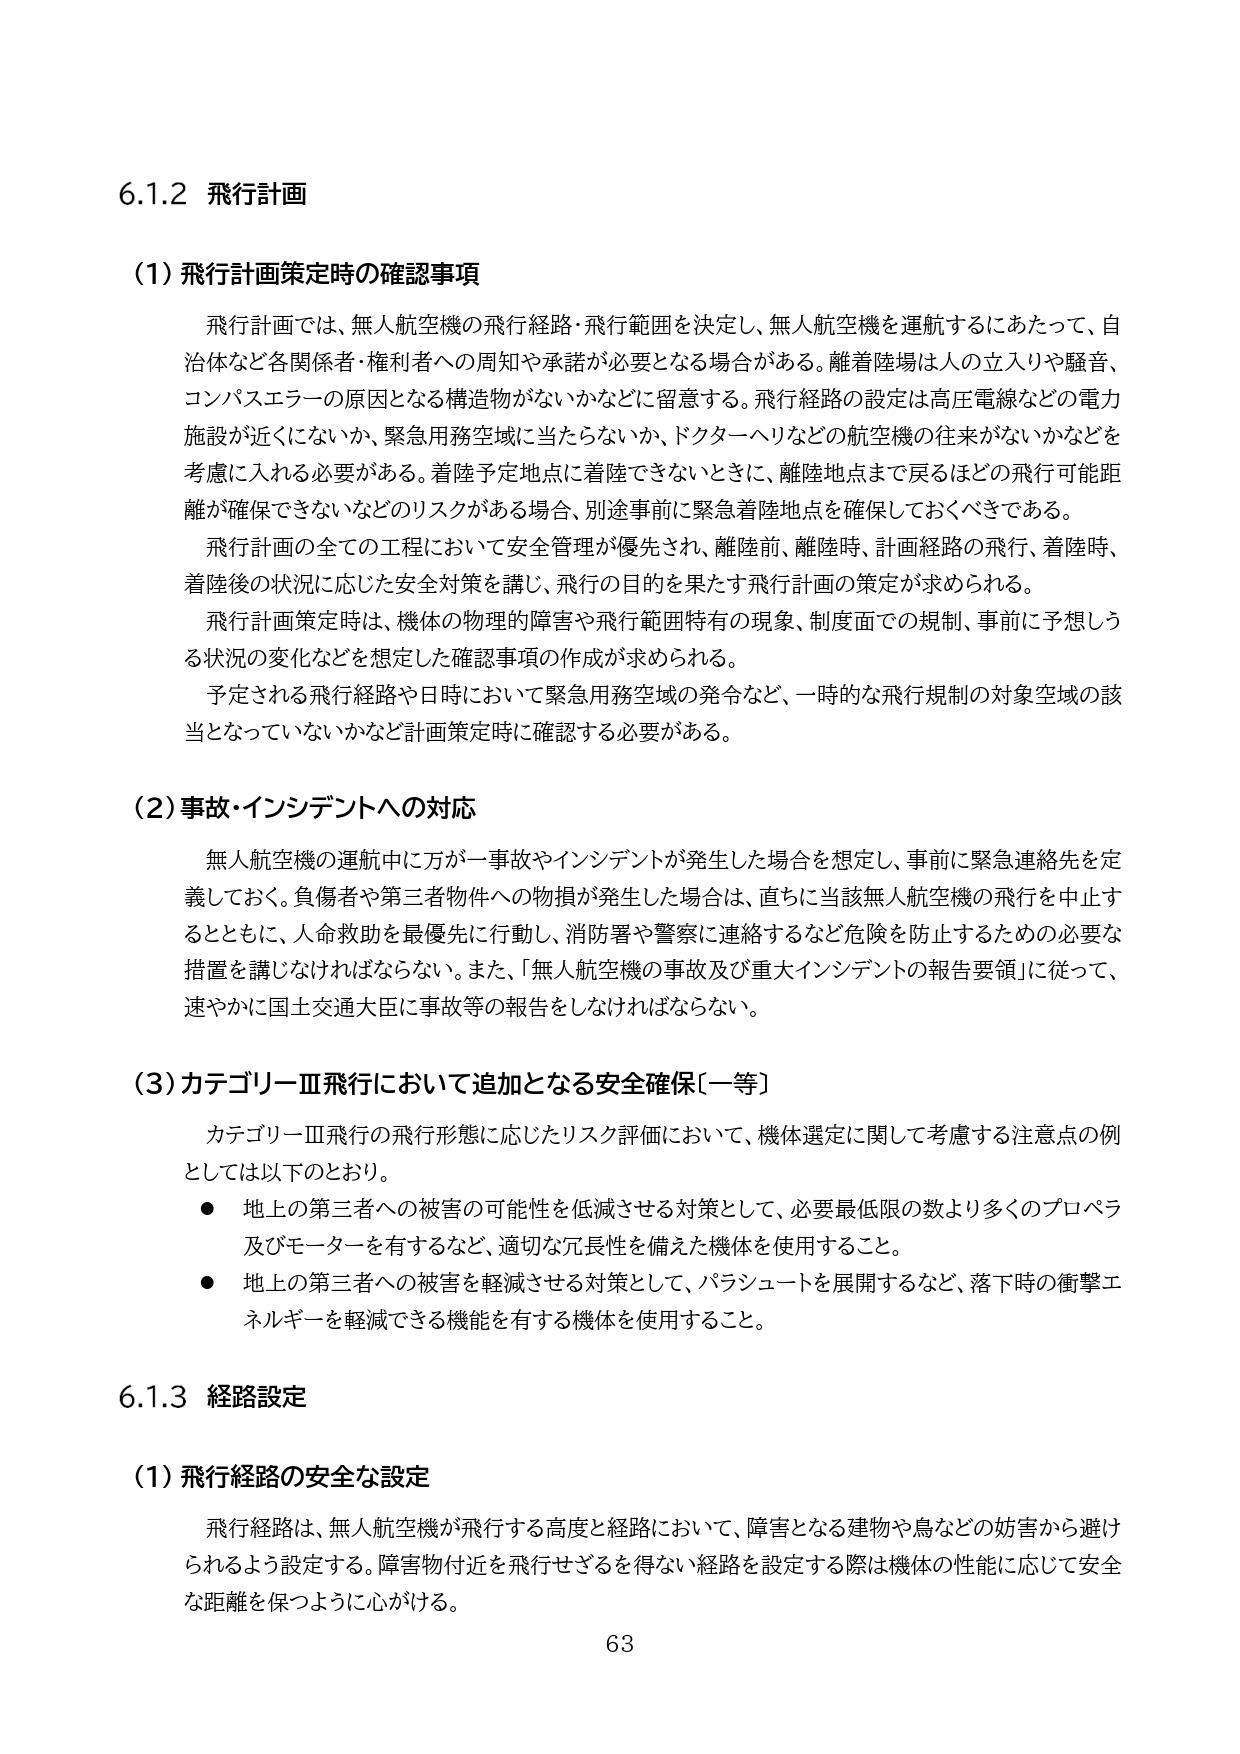 6.1.2 飛行計画
（1）飛行計画策定時の確認事項
飛行計画では、無人航空機の飛行経路・飛行範囲を決定し、無人航空機を運航するにあたって、自
治体など各関係者・権利者への周知や承諾が必要となる場合がある。離着陸場は人の立入りや騒音、
コンパスエラーの原因となる構造物がないかなどに留意する。飛行経路の設定は高圧電線などの電力
施設が近くにないか、緊急用務空域に当たらないか、ドクターヘリなどの航空機の往来がないかなどを
考慮に入れる必要がある。着陸予定地点に着陸できないときに、離陸地点まで戻るほどの飛行可能距
離が確保できないなどのリスクがある場合、別途事前に緊急着陸地点を確保しておくべきである。
飛行計画の全ての工程において安全管理が優先され、離陸前、離陸時、計画経路の飛行、着陸時、
着陸後の状況に応じた安全対策を講じ、飛行の目的を果たす飛行計画の策定が求められる。
飛行計画策定時は、機体の物理的障害や飛行範囲特有の現象、制度面での規制、事前に予想しう
る状況の変化などを想定した確認事項の作成が求められる。
予定される飛行経路や日時において緊急用務空域の発令など、一時的な飛行規制の対象空域の該
当となっていないかなど計画策定時に確認する必要がある。
（2）事故・インシデントへの対応
無人航空機の運航中に万が一事故やインシデントが発生した場合を想定し、事前に緊急連絡先を定
義しておく。負傷者や第三者物件への物損が発生した場合は、直ちに当該無人航空機の飛行を中止す
るとともに、人命救助を最優先に行動し、消防署や警察に連絡するなど危険を防止するための必要な
措置を講じなければならない。また、「無人航空機の事故及び重大インシデントの報告要領」に従って、
速やかに国土交通大臣に事故等の報告をしなければならない。
（3）カテゴリーⅢ飛行において追加となる安全確保〔一等〕
カテゴリーⅢ飛行の飛行形態に応じたリスク評価において、機体選定に関して考慮する注意点の例
としては以下のとおり。
● 地上の第三者への被害の可能性を低減させる対策として、必要最低限の数より多くのプロペラ
及びモーターを有するなど、適切な冗長性を備えた機体を使用すること。
● 地上の第三者への被害を軽減させる対策として、パラシュートを展開するなど、落下時の衝撃エ
ネルギーを軽減できる機能を有する機体を使用すること。
6.1.3 経路設定
（1）飛行経路の安全な設定
飛行経路は、無人航空機が飛行する高度と経路において、障害となる建物や鳥などの妨害から避け
られるよう設定する。障害物付近を飛行せざるを得ない経路を設定する際は機体の性能に応じて安全
な距離を保つように心がける。
63